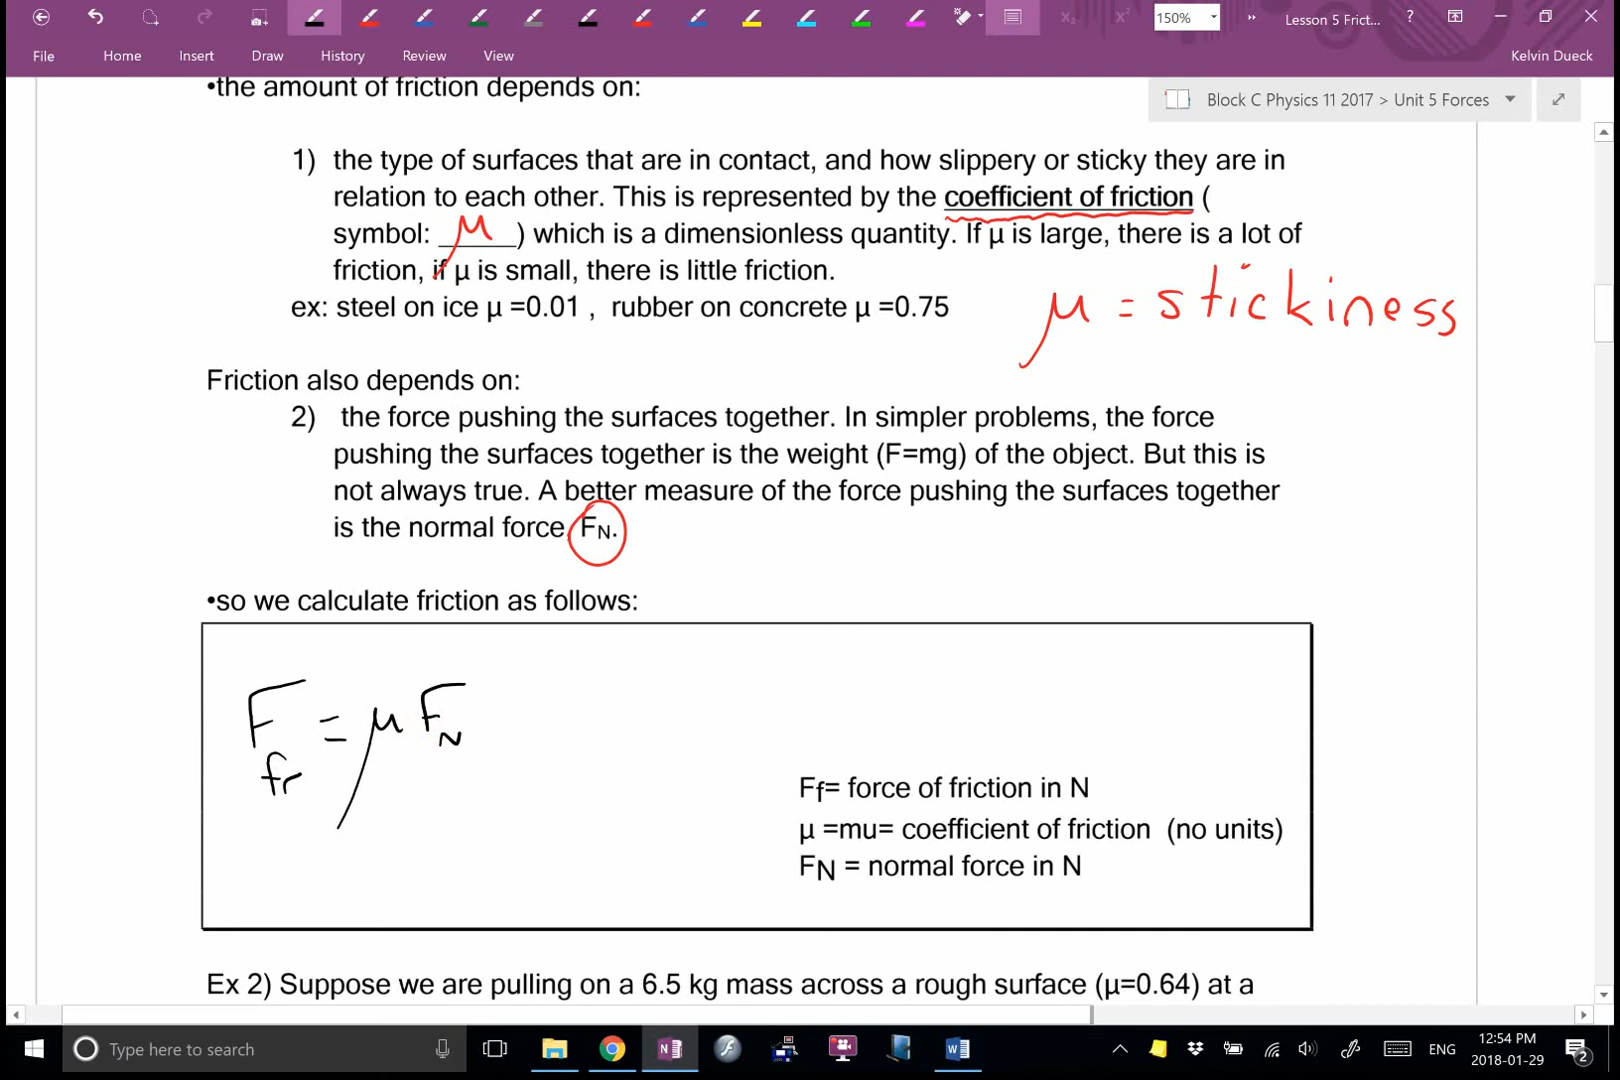 150%
Lesson 5 Frict...
?
File Home Insert Draw History Review View
Kelvin Dueck
Block C Physics 11 2017 > Unit 5 Forces
•the amount of friction depends on:
1) the type of surfaces that are in contact, and how slippery or sticky they are in
relation to each other. This is represented by the coefficient of friction (
symbol: __μ__) which is a dimensionless quantity. If μ is large, there is a lot of
friction, if μ is small, there is little friction.
ex: steel on ice μ =0.01 , rubber on concrete μ =0.75
μ = stickiness
Friction also depends on:
2) the force pushing the surfaces together. In simpler problems, the force
pushing the surfaces together is the weight (F=mg) of the object. But this is
not always true. A better measure of the force pushing the surfaces together
is the normal force FN.
•so we calculate friction as follows:
Ffr = μ FN
Ff= force of friction in N
μ =mu= coefficient of friction (no units)
FN = normal force in N
Ex 2) Suppose we are pulling on a 6.5 kg mass across a rough surface (μ=0.64) at a
Type here to search
ENG
12:54 PM
2018-01-29
2